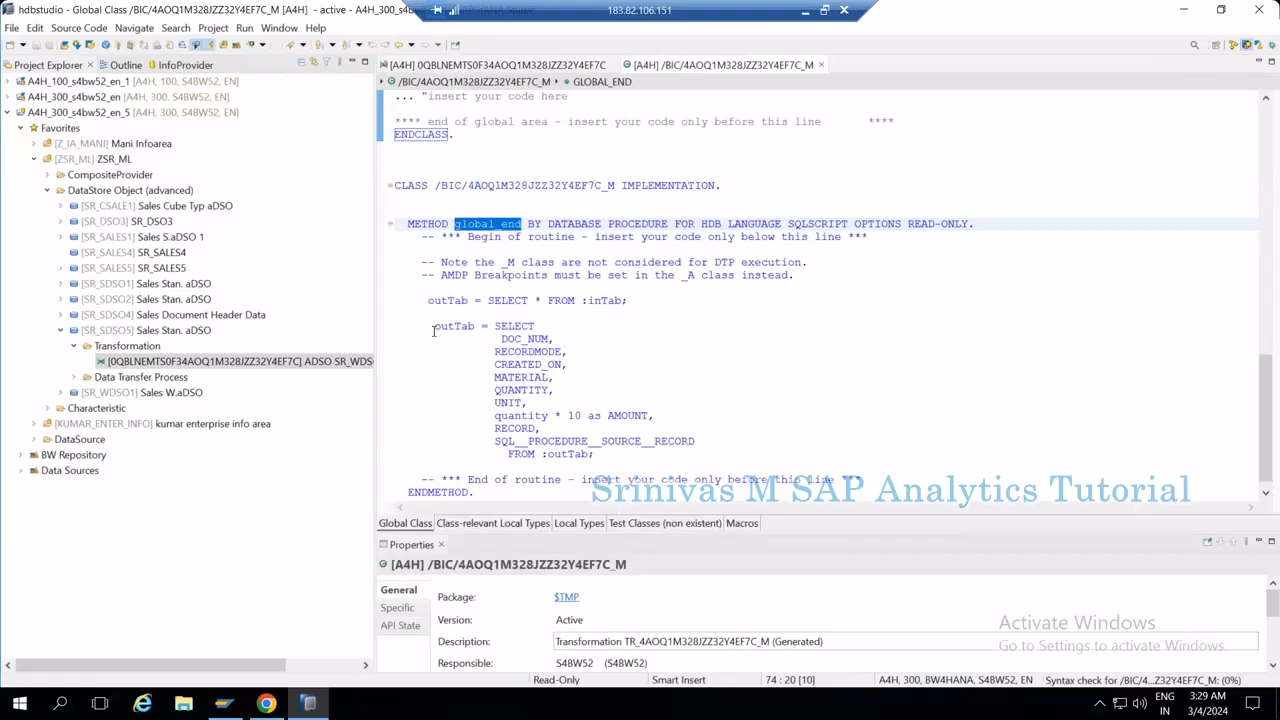 hdbstudio - Global Class /BIC/4AOQ1M328JZZ32Y4EF7C_M [A4H] - active - A4H_300_s4bw52_en_5
183.82.106.151
File Edit Source Code Navigate Search Project Explorer Run Window Help
Project Explorer Outline InfoProvider
[A4H] 0QBLNEMTS0F34AOQ1M328JZZ32Y4EF7C
[A4H] /BIC/4AOQ1M328JZZ32Y4EF7C_M
/BIC/4AOQ1M328JZZ32Y4EF7C_M GLOBAL_END
A4H_100_s4bw52_en_1 (A4H, 100, S4BW52, EN]
A4H_300_s4bw52_en [A4H, 300, S4BW52, EN]
A4H_300_s4bw52_en_5 [A4H, 300, S4BW52, EN]
Favorites
[Z_IA_MANI] Mani Infoarea
[ZSR_ML] ZSR_ML
CompositeProvider
DataStore Object (advanced)
[SR_CSALE1] Sales Cube Typ aDSO
[SR_DSO3] SR_DSO3
[SR_SALES1] Sales S.aDSO 1
[SR_SALES4] SR_SALES4
[SR_SALES5] SR_SALES5
[SR_SDSO1] Sales Stan. aDSO
[SR_SDSO2] Sales Stan. aDSO
[SR_SDSO4] Sales Document Header Data
[SR_SDSO5] Sales Stan. aDSO
Transformation
[0QBLNEMTS0F34AOQ1M328JZZ32Y4EF7C] ADSO SR_WDS
Data Transfer Process
[SR_WDSO1] Sales W.aDSO
Characteristic
[KUMAR_ENTER_INFO] kumar enterprise info area
DataSource
BW Repository
Data Sources
... "insert your code here
**** end of global area - insert your code only before this line ****
ENDCLASS.
CLASS /BIC/4AOQ1M328JZZ32Y4EF7C_M IMPLEMENTATION.
METHOD global_end BY DATABASE PROCEDURE FOR HDB LANGUAGE SQLSCRIPT OPTIONS READ-ONLY.
-- *** Begin of routine - insert your code only below this line ***
-- Note the _M class are not considered for DTP execution.
-- AMDP Breakpoints must be set in the _A class instead.
outTab = SELECT * FROM :inTab;
outTab = SELECT
DOC_NUM,
RECORDMODE,
CREATED_ON,
MATERIAL,
QUANTITY,
UNIT,
quantity * 10 as AMOUNT,
RECORD,
SQL__PROCEDURE__SOURCE__RECORD
FROM :outTab;
-- *** End of routine - insert your code only before this line ***
ENDMETHOD.
Srinivas M SAP Analytics Tutorial
Global Class Class-relevant Local Types Local Types Test Classes (non existent) Macros
Properties
[A4H] /BIC/4AOQ1M328JZZ32Y4EF7C_M
General
Specific
API State
Package: $TMP
Version: Active
Description: Transformation TR_4AOQ1M328JZZ32Y4EF7C_M (Generated)
Responsible: S4BW52 (S4BW52)
Activate Windows
Go to Settings to activate Windows.
Read-Only Smart Insert 74 : 20 [10] A4H, 300, BW4HANA, S4BW52, EN Syntax check for /BIC/4...Z32Y4EF7C_M: (0%)
ENG
IN
3:29 AM
3/4/2024